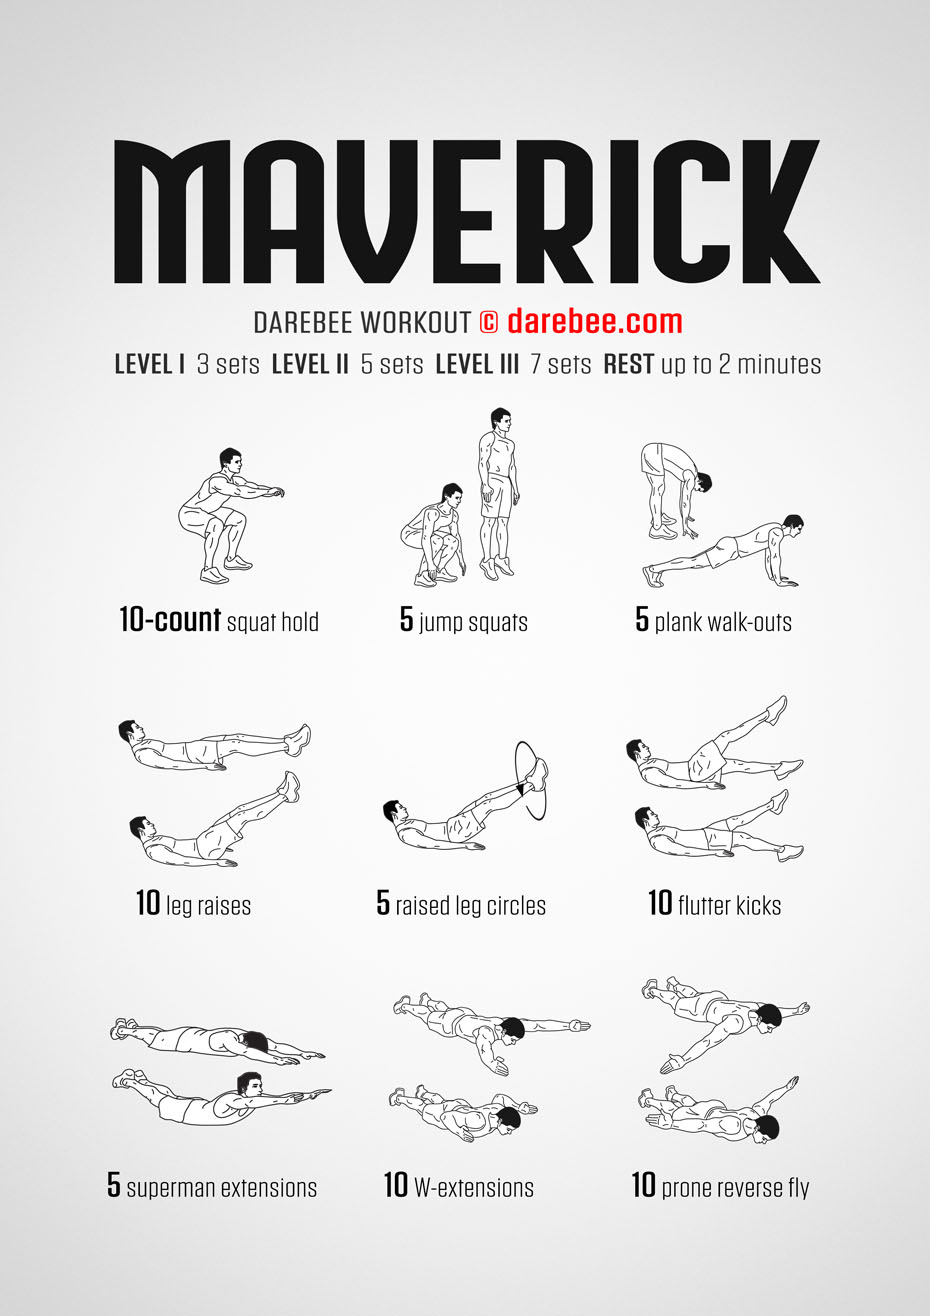 MAVERICK
DAREBEE WORKOUT © darebee.com
LEVEL I 3 sets LEVEL II 5 sets LEVEL III 7 sets REST up to 2 minutes
10-count squat hold
5 jump squats
5 plank walk-outs
10 leg raises
5 raised leg circles
10 flutter kicks
5 superman extensions
10 W-extensions
10 prone reverse fly